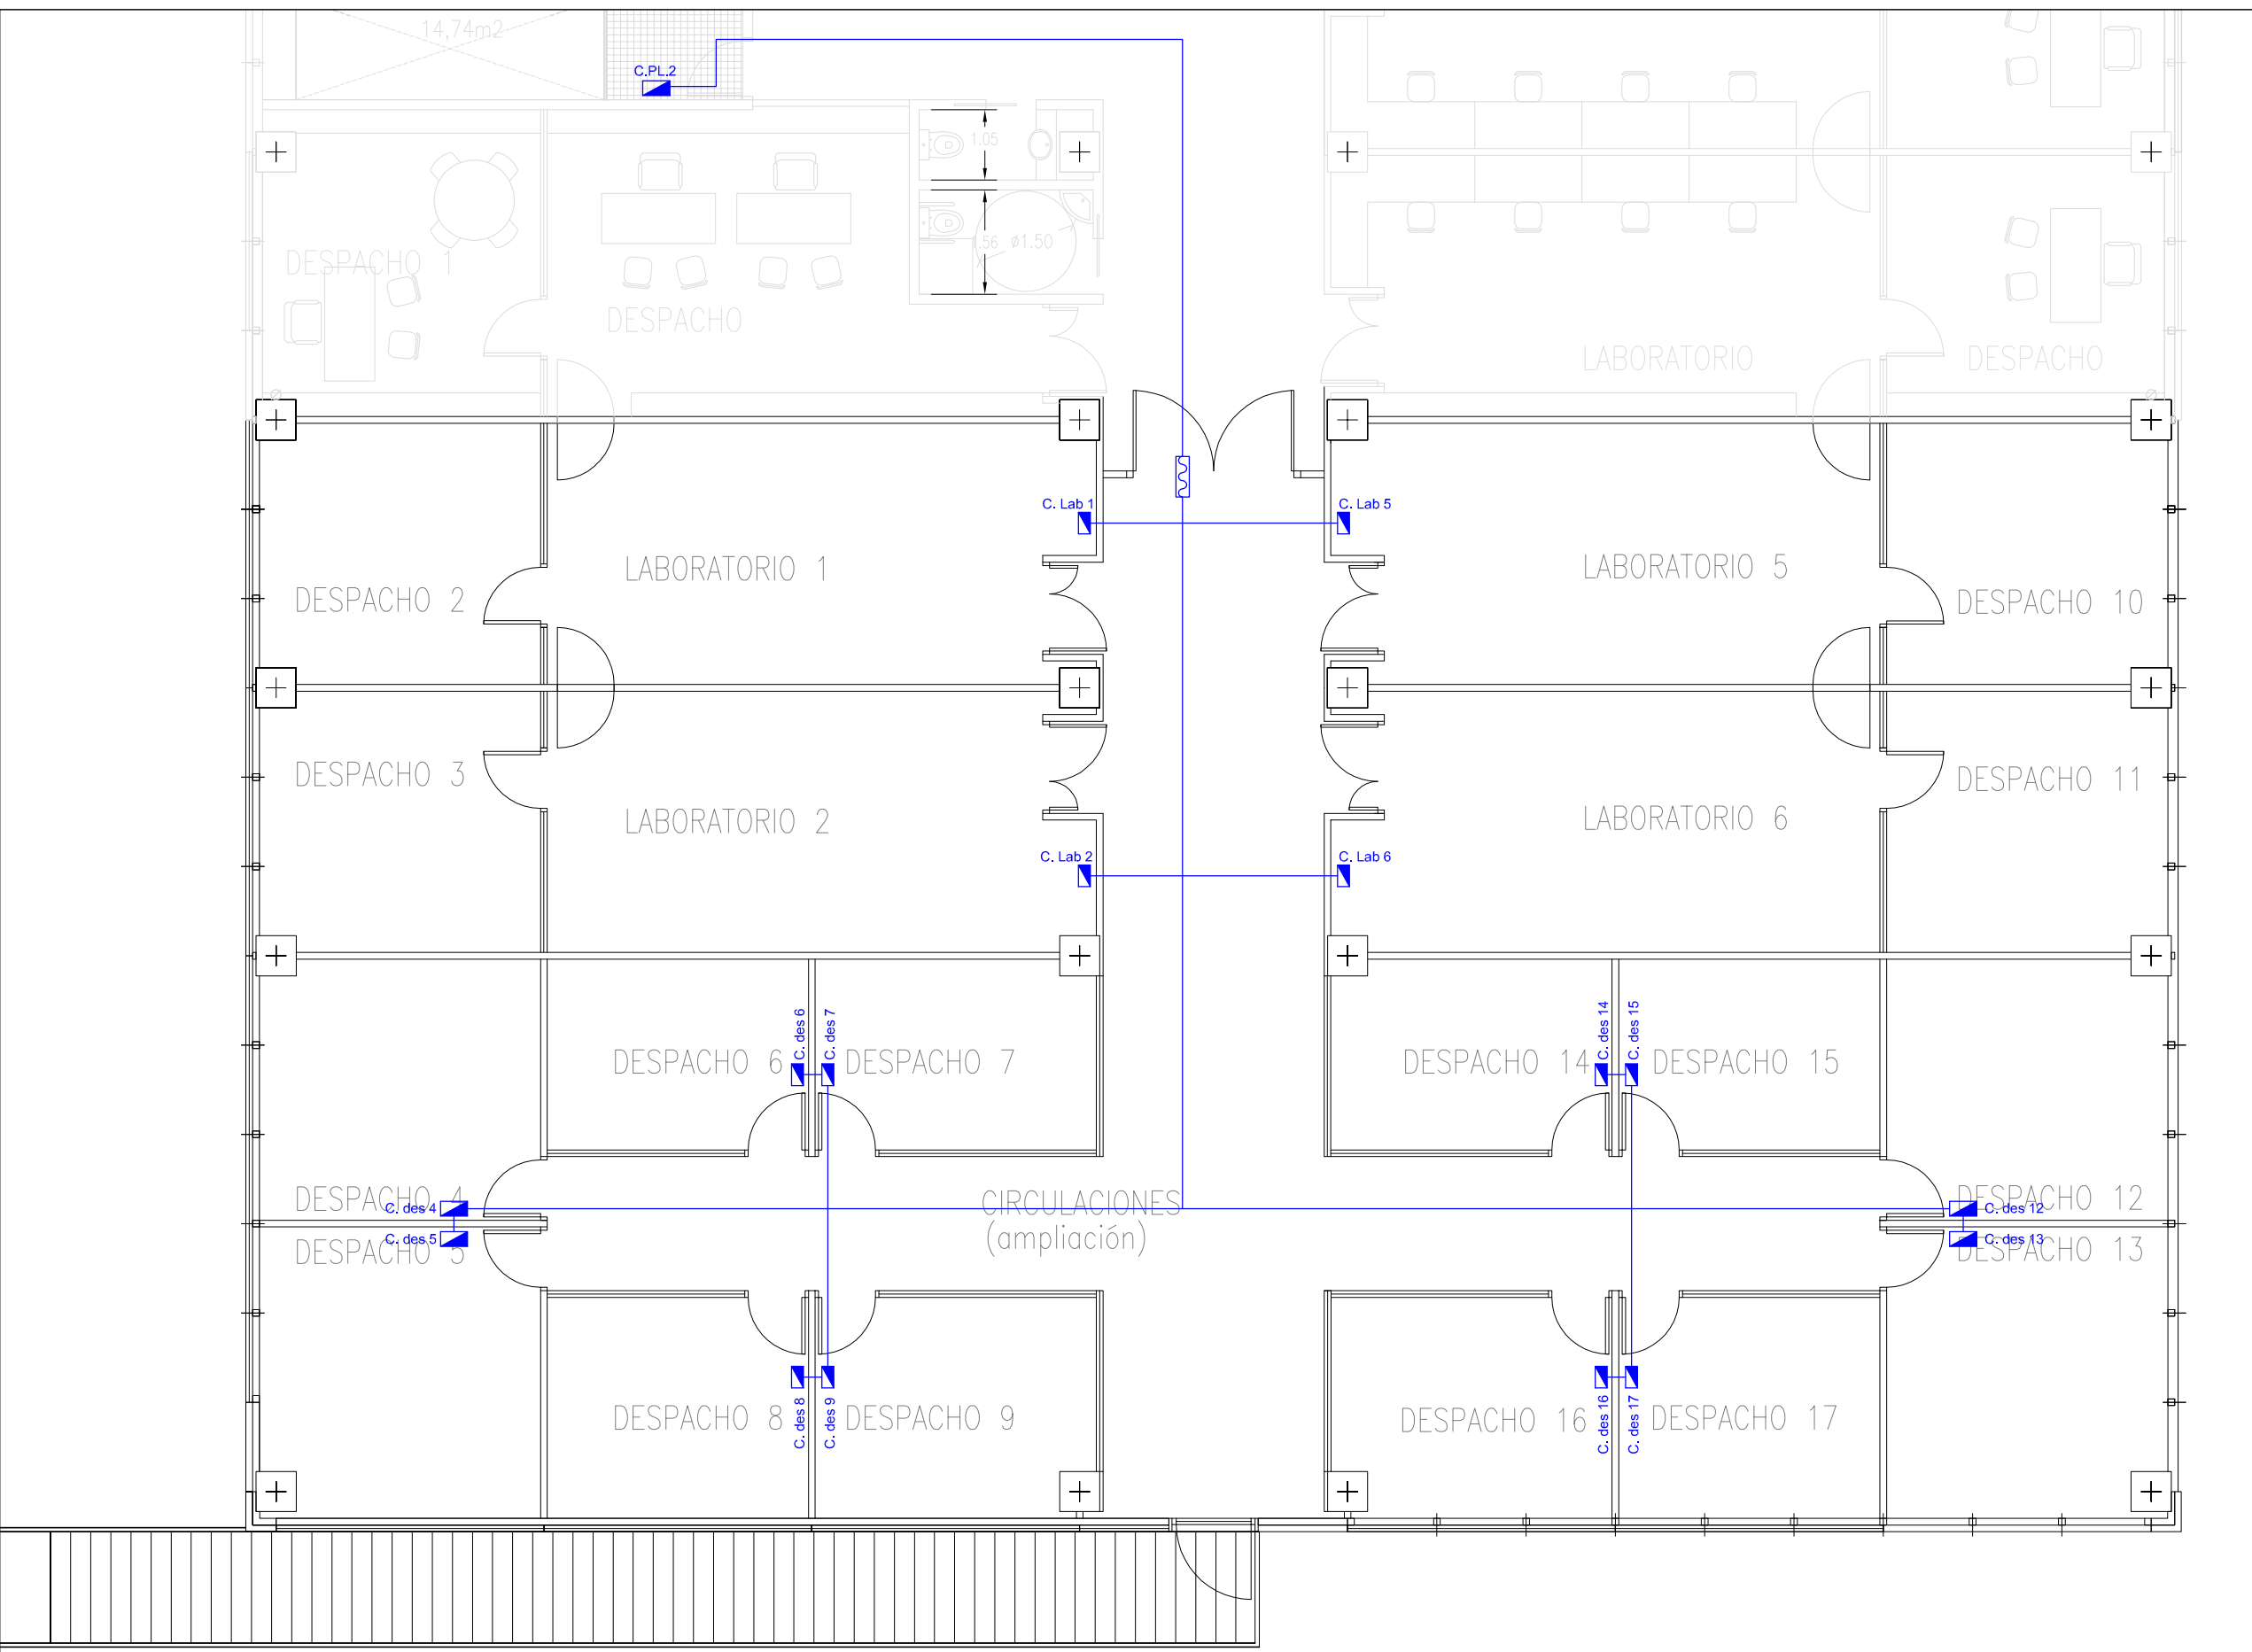 14,74m2
C.PL.2
1.05
.56
Ø1.50
DESPACHO 1
DESPACHO
LABORATORIO
DESPACHO
C. Lab 1
C. Lab 5
LABORATORIO 1
LABORATORIO 5
DESPACHO 2
DESPACHO 10
DESPACHO 3
DESPACHO 11
LABORATORIO 2
LABORATORIO 6
C. Lab 2
C. Lab 6
C. des 6
C. des 7
C. des 14
C. des 15
DESPACHO 6
DESPACHO 7
DESPACHO 14
DESPACHO 15
DESPACHO 4
C. des 4
CIRCULACIONES
(ampliación)
DESPACHO 12
C. des 12
C. des 5
DESPACHO 5
C. des 13
DESPACHO 13
DESPACHO 8
DESPACHO 9
DESPACHO 16
DESPACHO 17
C. des 8
C. des 9
C. des 16
C. des 17